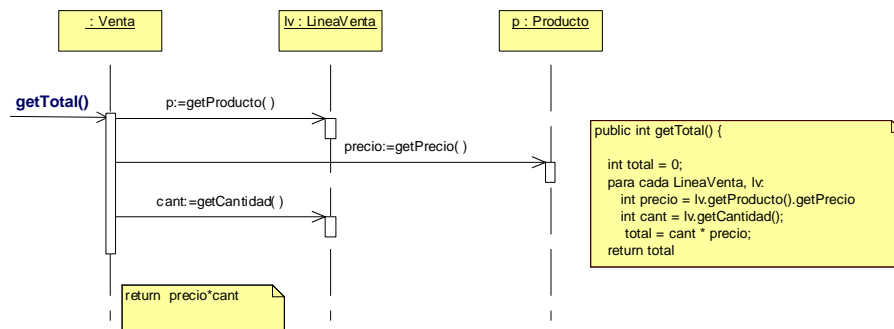 : Venta
lv : LineaVenta
p : Producto
getTotal()
p:=getProducto( )
precio:=getPrecio( )
cant:=getCantidad( )
return  precio*cant
public int getTotal() {
int total = 0;
para cada LineaVenta, lv:
int precio = lv.getProducto().getPrecio
int cant = lv.getCantidad();
total = cant * precio;
return total